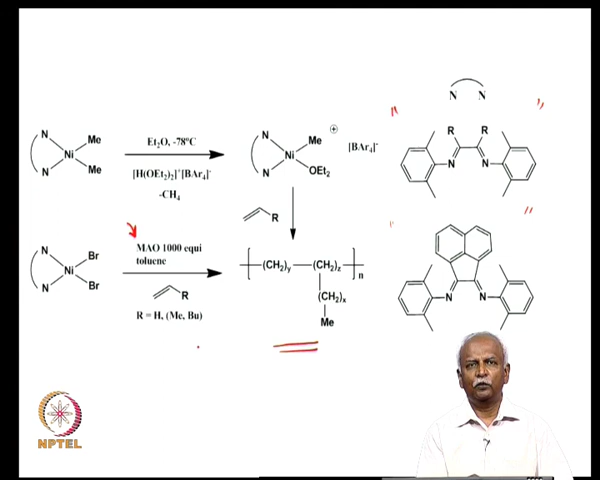 N
N
Ni
Me
Me
Et₂O, -78ºC
[H(OEt₂)₂]⁺[BAr₄]⁻
-CH₄
N
N
Ni
Me
OEt₂
⊕
[BAr₄]⁻
N N
R R
N N
R
N
N
Ni
Br
Br
MAO 1000 equi
toluene
R
R = H, (Me, Bu)
(CH₂)y (CH₂)z n
(CH₂)x
Me
N N
NPTEL